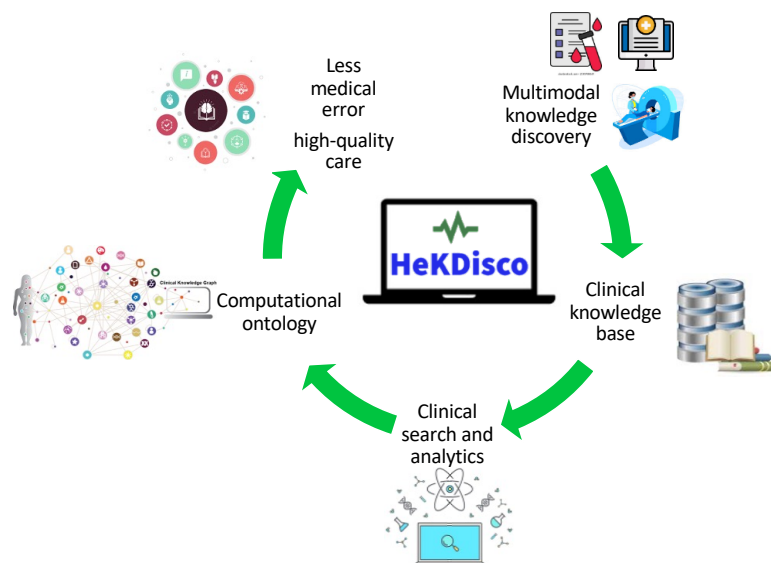 Less
medical
error
high-quality
care
Multimodal
knowledge
discovery
HeKDisco
Clinical
knowledge
base
Clinical
search and
analytics
Computational
ontology
Clinical Knowledge Graph